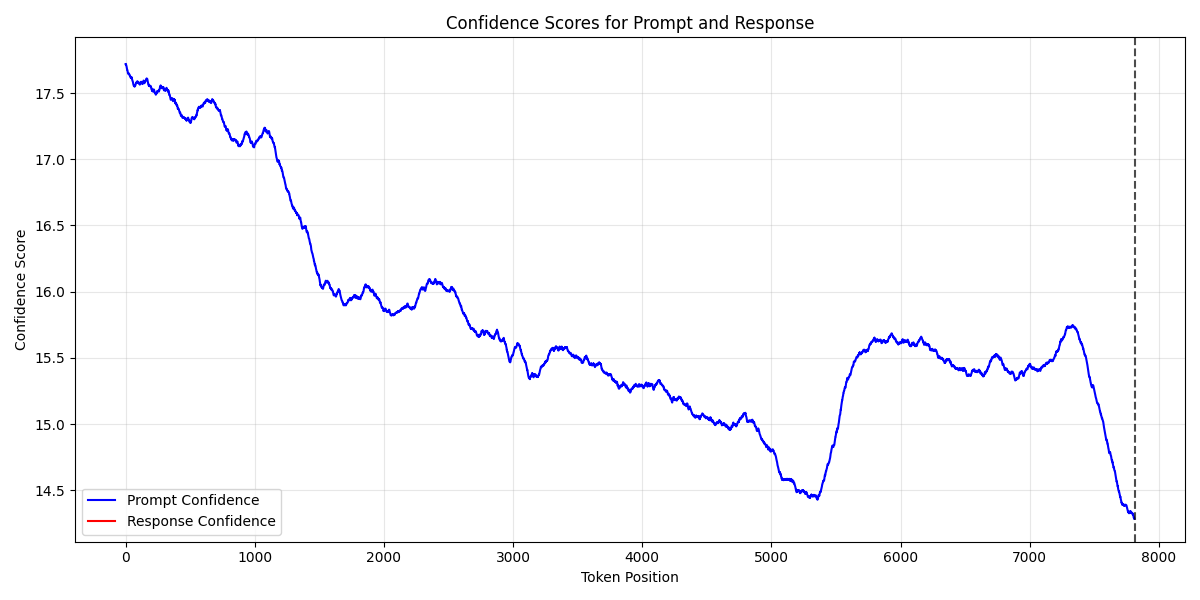 Confidence Scores for Prompt and Response
Confidence Score
17.5
17.0
16.5
16.0
15.5
15.0
14.5
Prompt Confidence
Response Confidence
0 1000 2000 3000 4000 5000 6000 7000 8000
Token Position